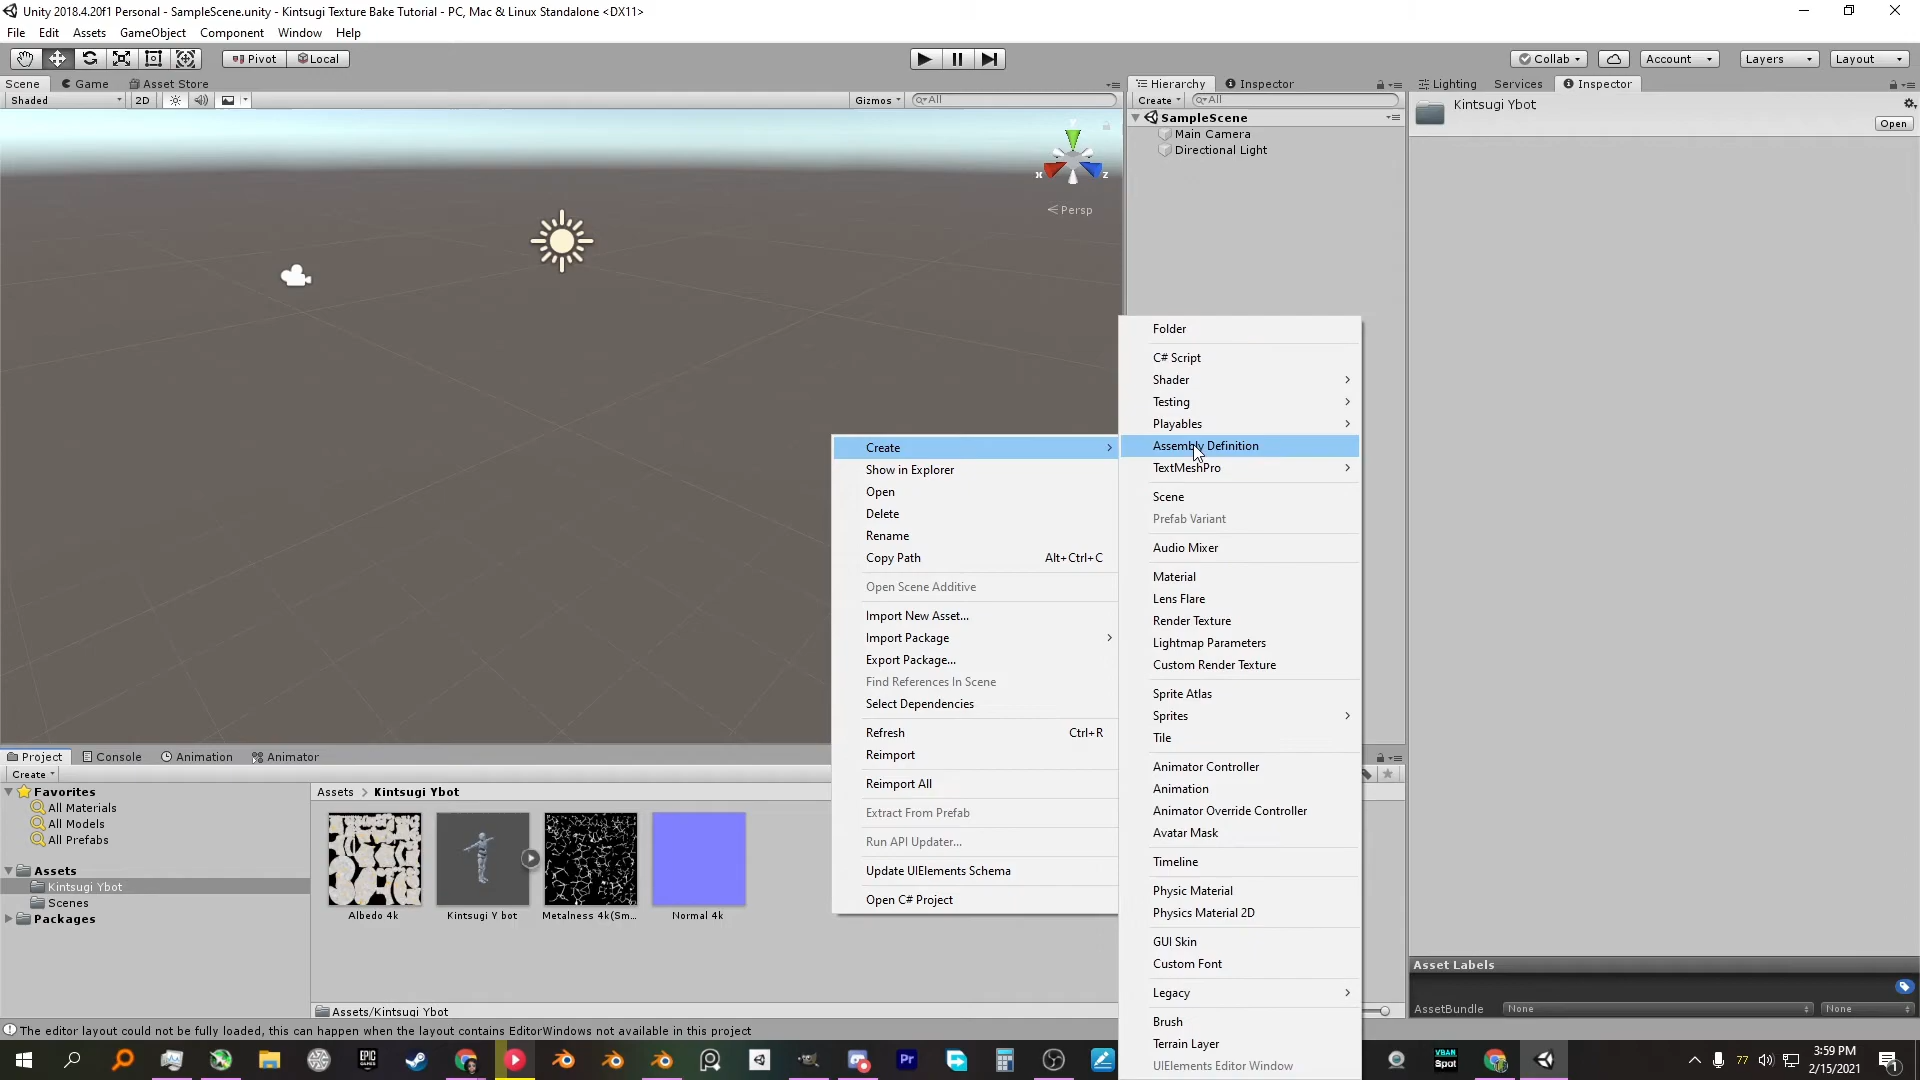 Unity 2018.4.20f1 Personal - SampleScene.unity - Kintsugi Texture Bake Tutorial - PC, Mac & Linux Standalone <DX11>
File Edit Assets GameObject Component Window Help
Pivot Local Collab Account Layers Layout
Scene Game Asset Store
Shaded 2D Gizmos All
x y z
Persp
Hierarchy Inspector
Create All
SampleScene
Main Camera
Directional Light
Lighting Services Inspector
Kintsugi Ybot
Open
Create
Show in Explorer
Open
Delete
Rename
Copy Path Alt+Ctrl+C
Open Scene Additive
Import New Asset...
Import Package
Export Package...
Find References In Scene
Select Dependencies
Refresh Ctrl+R
Reimport
Reimport All
Extract From Prefab
Run API Updater...
Update UIElements Schema
Open C# Project
Folder
C# Script
Shader
Testing
Playables
Assembly Definition
TextMeshPro
Scene
Prefab Variant
Audio Mixer
Material
Lens Flare
Render Texture
Lightmap Parameters
Custom Render Texture
Sprite Atlas
Sprites
Tile
Animator Controller
Animation
Animator Override Controller
Avatar Mask
Timeline
Physic Material
Physics Material 2D
GUI Skin
Custom Font
Legacy
Brush
Terrain Layer
UIElements Editor Window
Project Console Animation Animator
Create
Favorites
All Materials
All Models
All Prefabs
Assets
Kintsugi Ybot
Scenes
Packages
Assets > Kintsugi Ybot
Albedo 4k Kintsugi Y bot Metalness 4k(Sm... Normal 4k
Assets/Kintsugi Ybot
Asset Labels
AssetBundle None None
The editor layout could not be fully loaded, this can happen when the layout contains EditorWindows not available in this project
EPIC GAMES
Pr
VBAN Spot
77
3:59 PM
2/15/2021
1